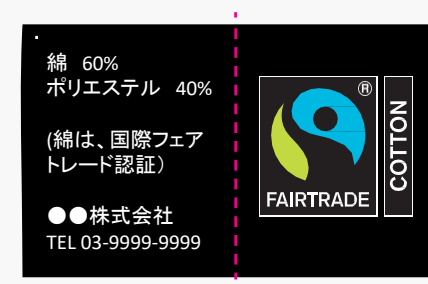 綿 60%
ポリエステル 40%
(綿は、国際フェア
トレード認証）
●●株式会社
TEL 03-9999-9999
®
FAIRTRADE
COTTON